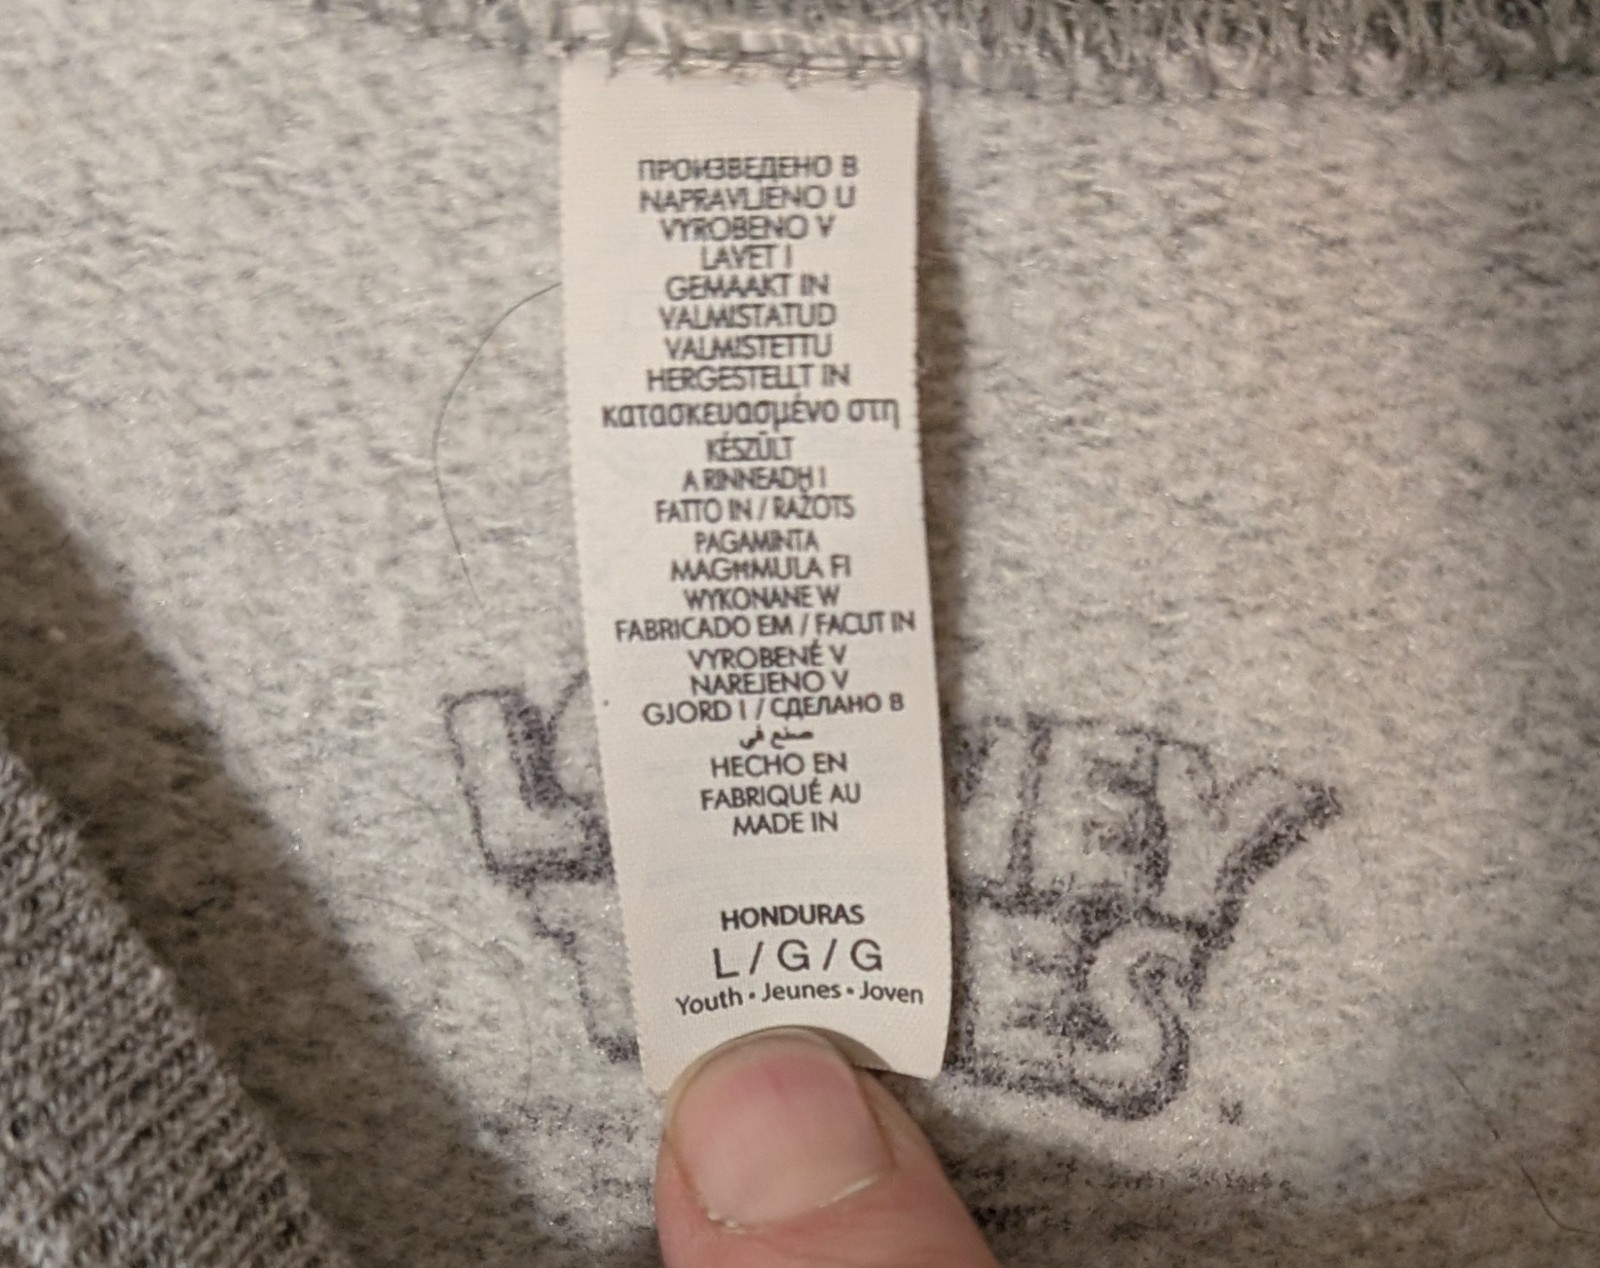 ПРОИЗВЕДЕНО В
NAPRAVLJENO U
VYROBENO V
LAVET I
GEMAAKT IN
VALMISTATUD
VALMISTETTU
HERGESTELLT IN
κατασκευασμένο στη
KÉSZÜLT
A RINNEADH I
FATTO IN / RAŽOTS
PAGAMINTA
MAGĦMULA FI
WYKONANE W
FABRICADO EM / FACUT IN
VYROBENÉ V
NAREJENO V
GJORD I / СДЕЛАНО В
صنع في
HECHO EN
FABRIQUÉ AU
MADE IN
HONDURAS
L / G / G
Youth • Jeunes • Joven